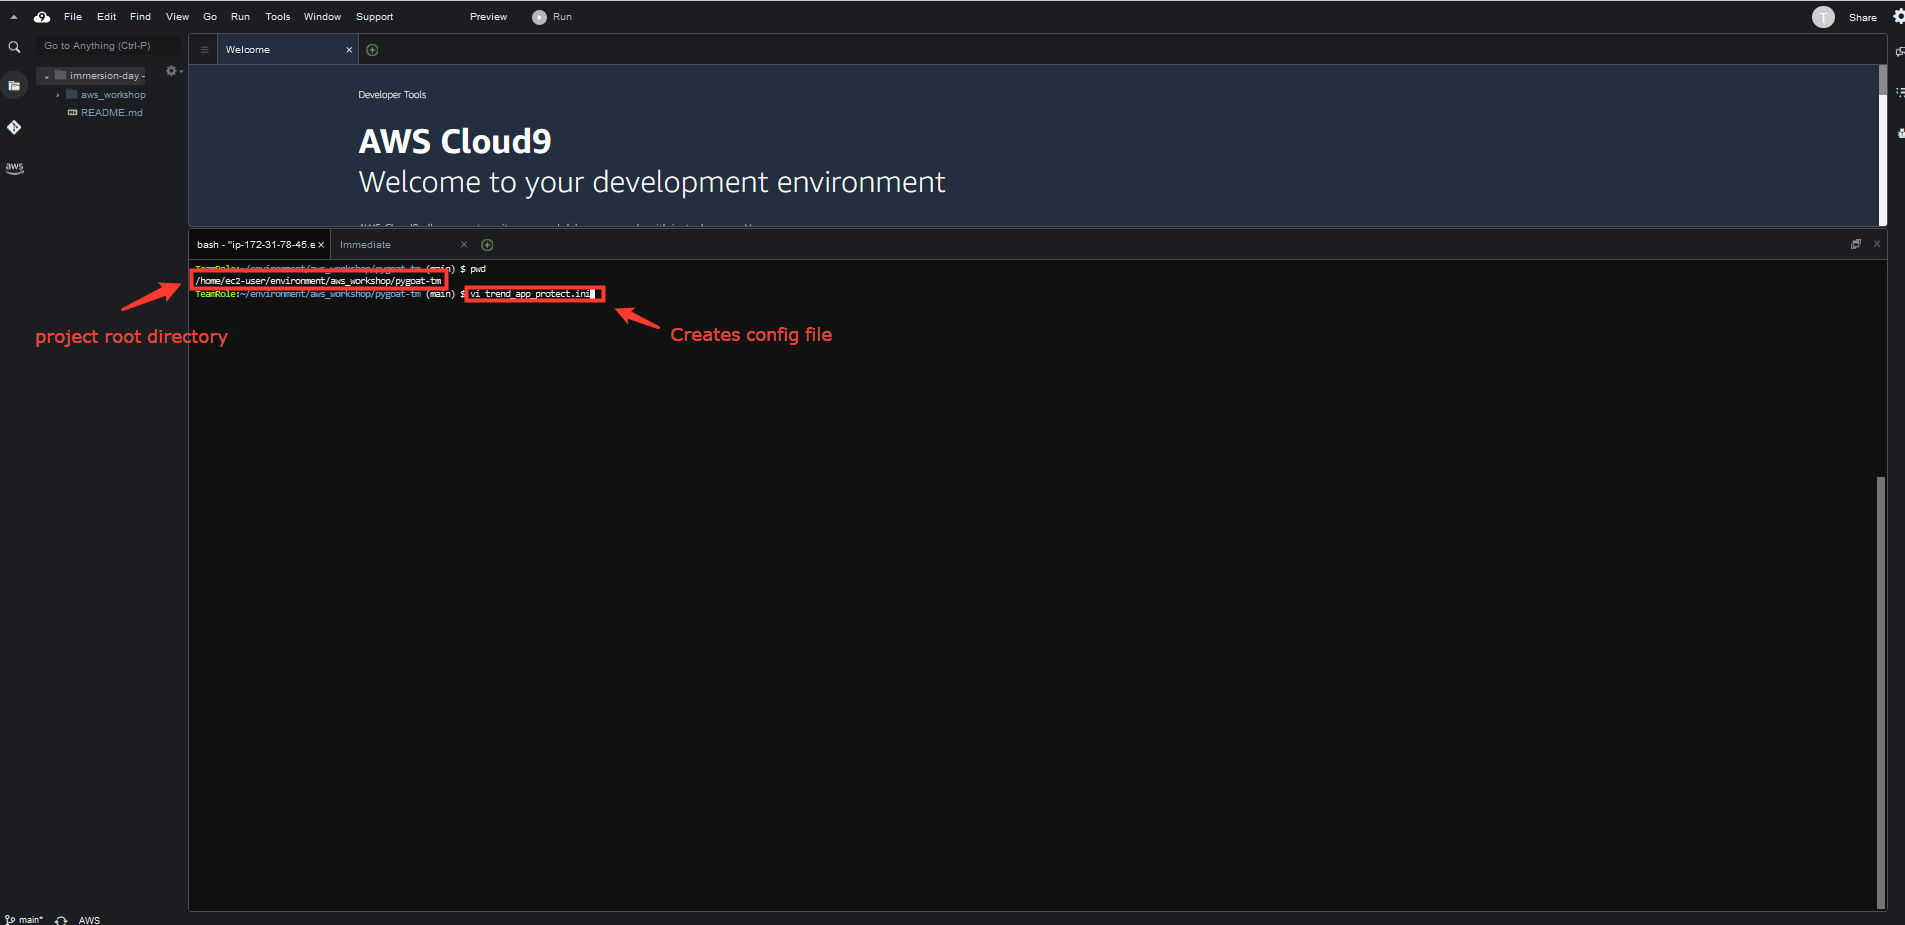 9 File Edit Find View Go Run Tools Window Support Preview Run T Share
Go to Anything (Ctrl-P)
Welcome ×
immersion-day -
aws_workshop
README.md
aws
Developer Tools
AWS Cloud9
Welcome to your development environment
bash - "ip-172-31-78-45.e × Immediate ×
TeamRole:~/environment/aws_workshop/pygoat-tm (main) $ pwd
/home/ec2-user/environment/aws_workshop/pygoat-tm
TeamRole:~/environment/aws_workshop/pygoat-tm (main) $ vi trend_app_protect.ini
project root directory
Creates config file
main* AWS